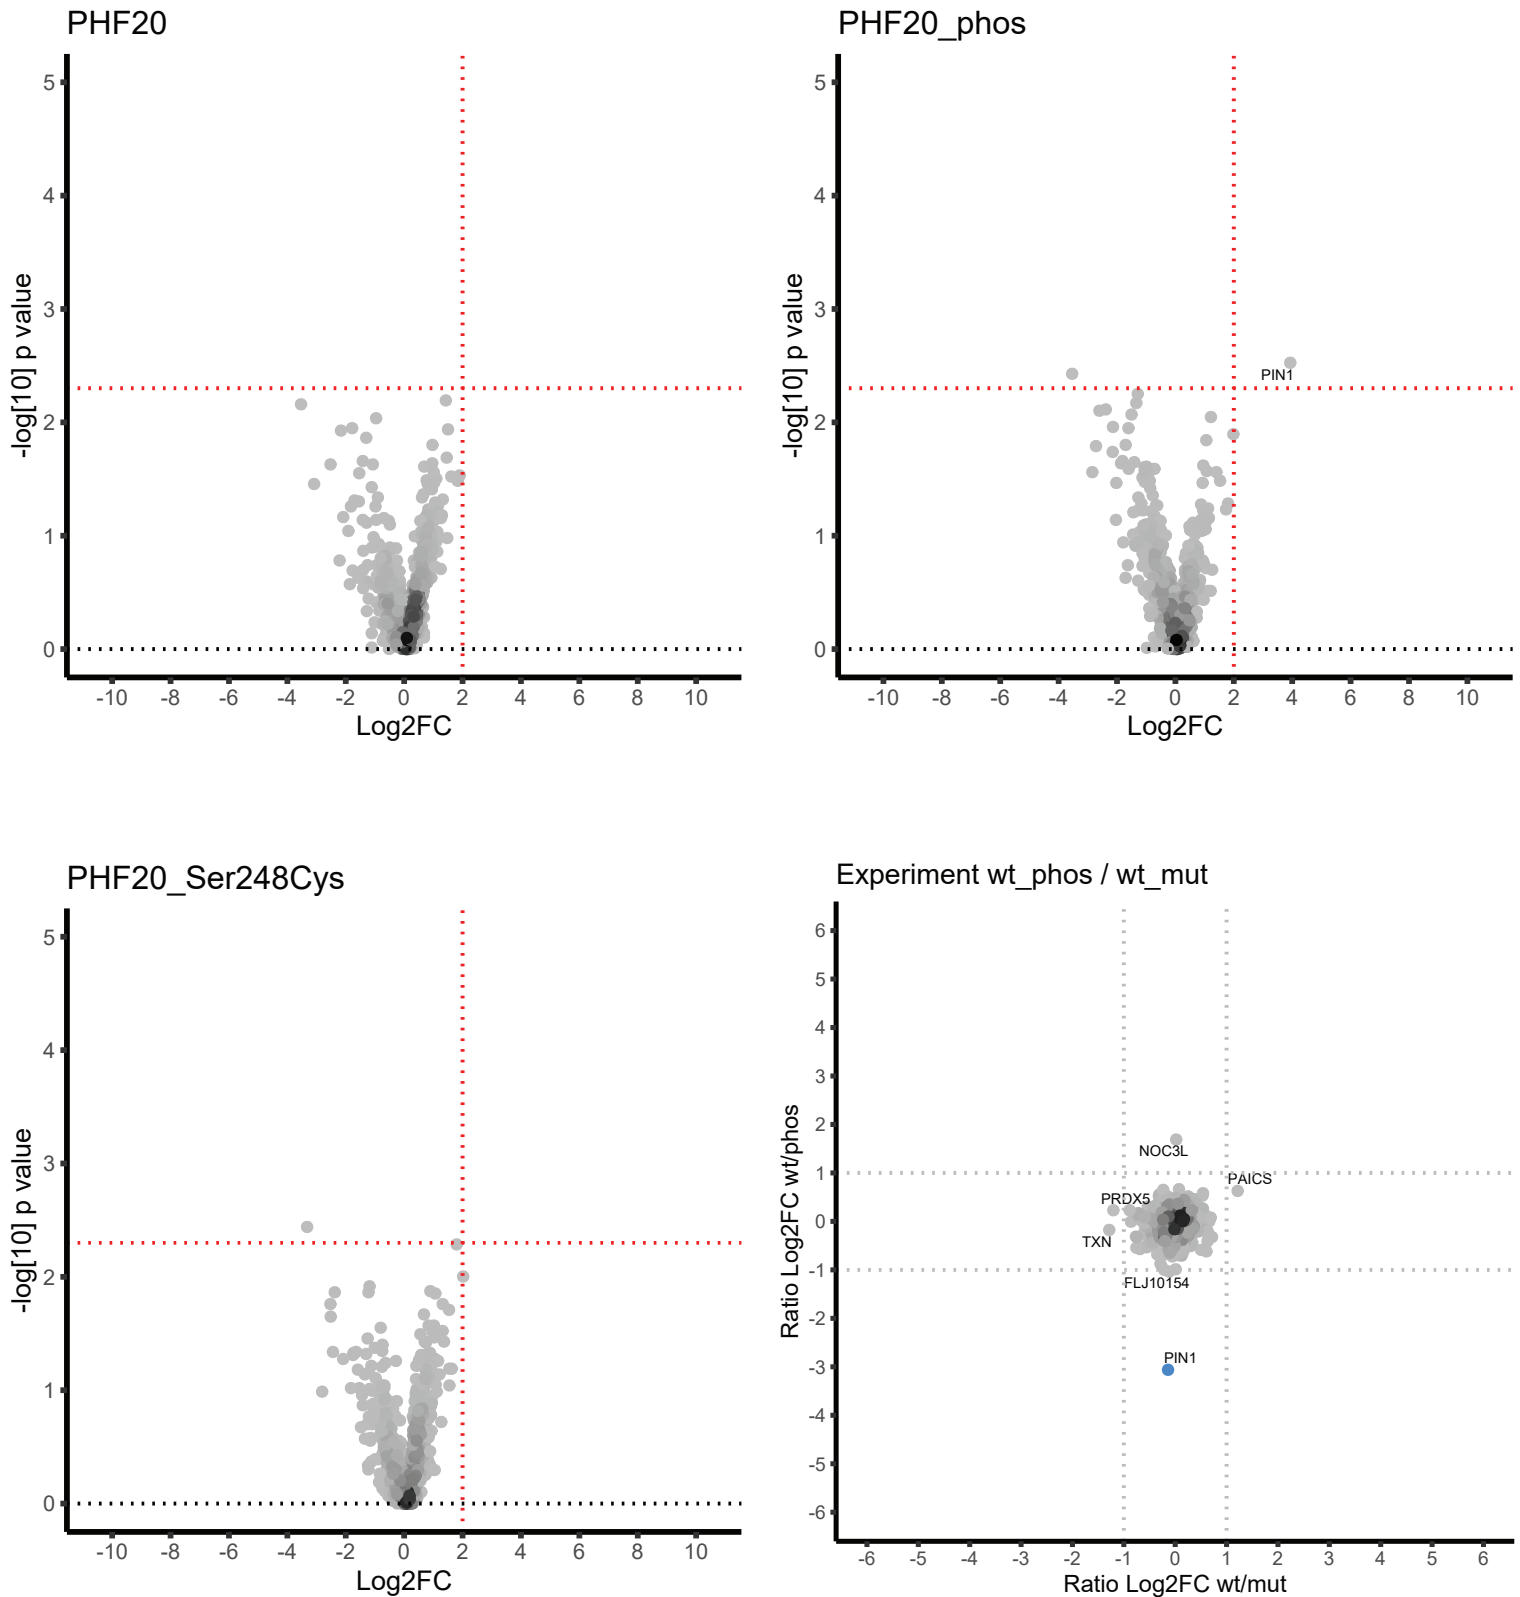 PHF20
5
4
3
2
1
0
-log[10] p value
-10 -8 -6 -4 -2 0 2 4 6 8 10
Log2FC
PHF20_phos
5
4
3
2
1
0
-log[10] p value
PIN1
-10 -8 -6 -4 -2 0 2 4 6 8 10
Log2FC
PHF20_Ser248Cys
5
4
3
2
1
0
-log[10] p value
-10 -8 -6 -4 -2 0 2 4 6 8 10
Log2FC
Experiment wt_phos / wt_mut
6
5
4
3
2
1
0
-1
-2
-3
-4
-5
-6
Ratio Log2FC wt/phos
NOC3L
PAICS
PRDX5
TXN
FLJ10154
PIN1
-6 -5 -4 -3 -2 -1 0 1 2 3 4 5 6
Ratio Log2FC wt/mut